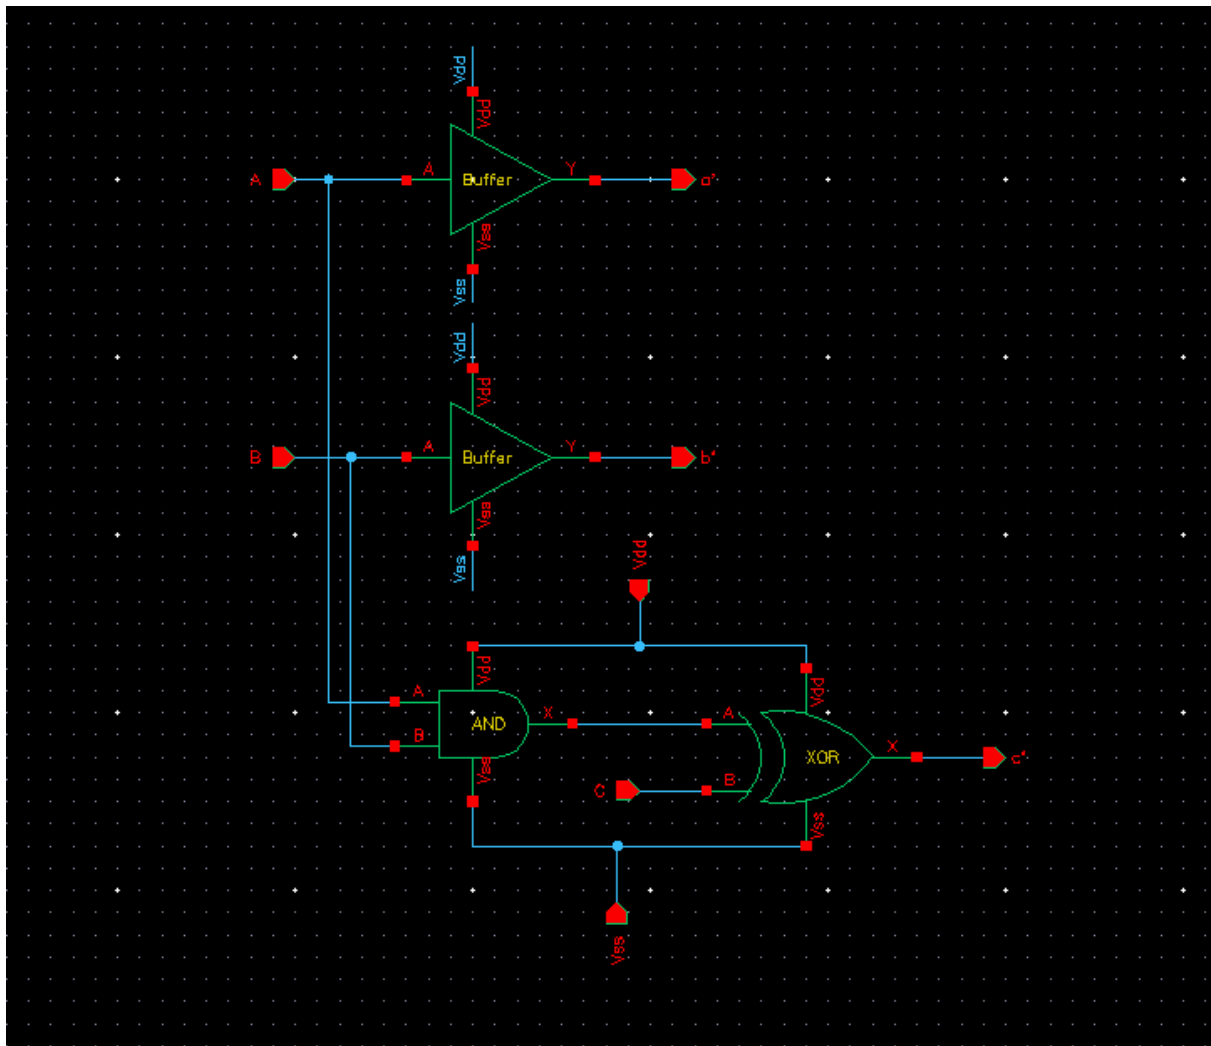 Vdd
Vdd
A A Buffer Y a'
Vss
Vss
Vdd
Vdd
B A Buffer Y b'
Vss
Vss
Vdd
Vdd Vdd
A
AND X A
B XOR X c'
C B
Vss Vss
Vss